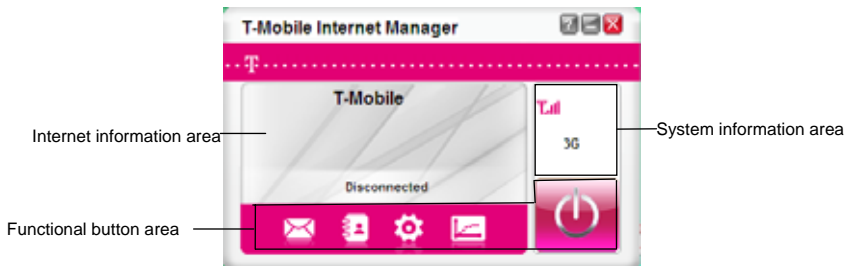 T-Mobile Internet Manager
T
T-Mobile
Internet information area
T
3G
System information area
Disconnected
Functional button area